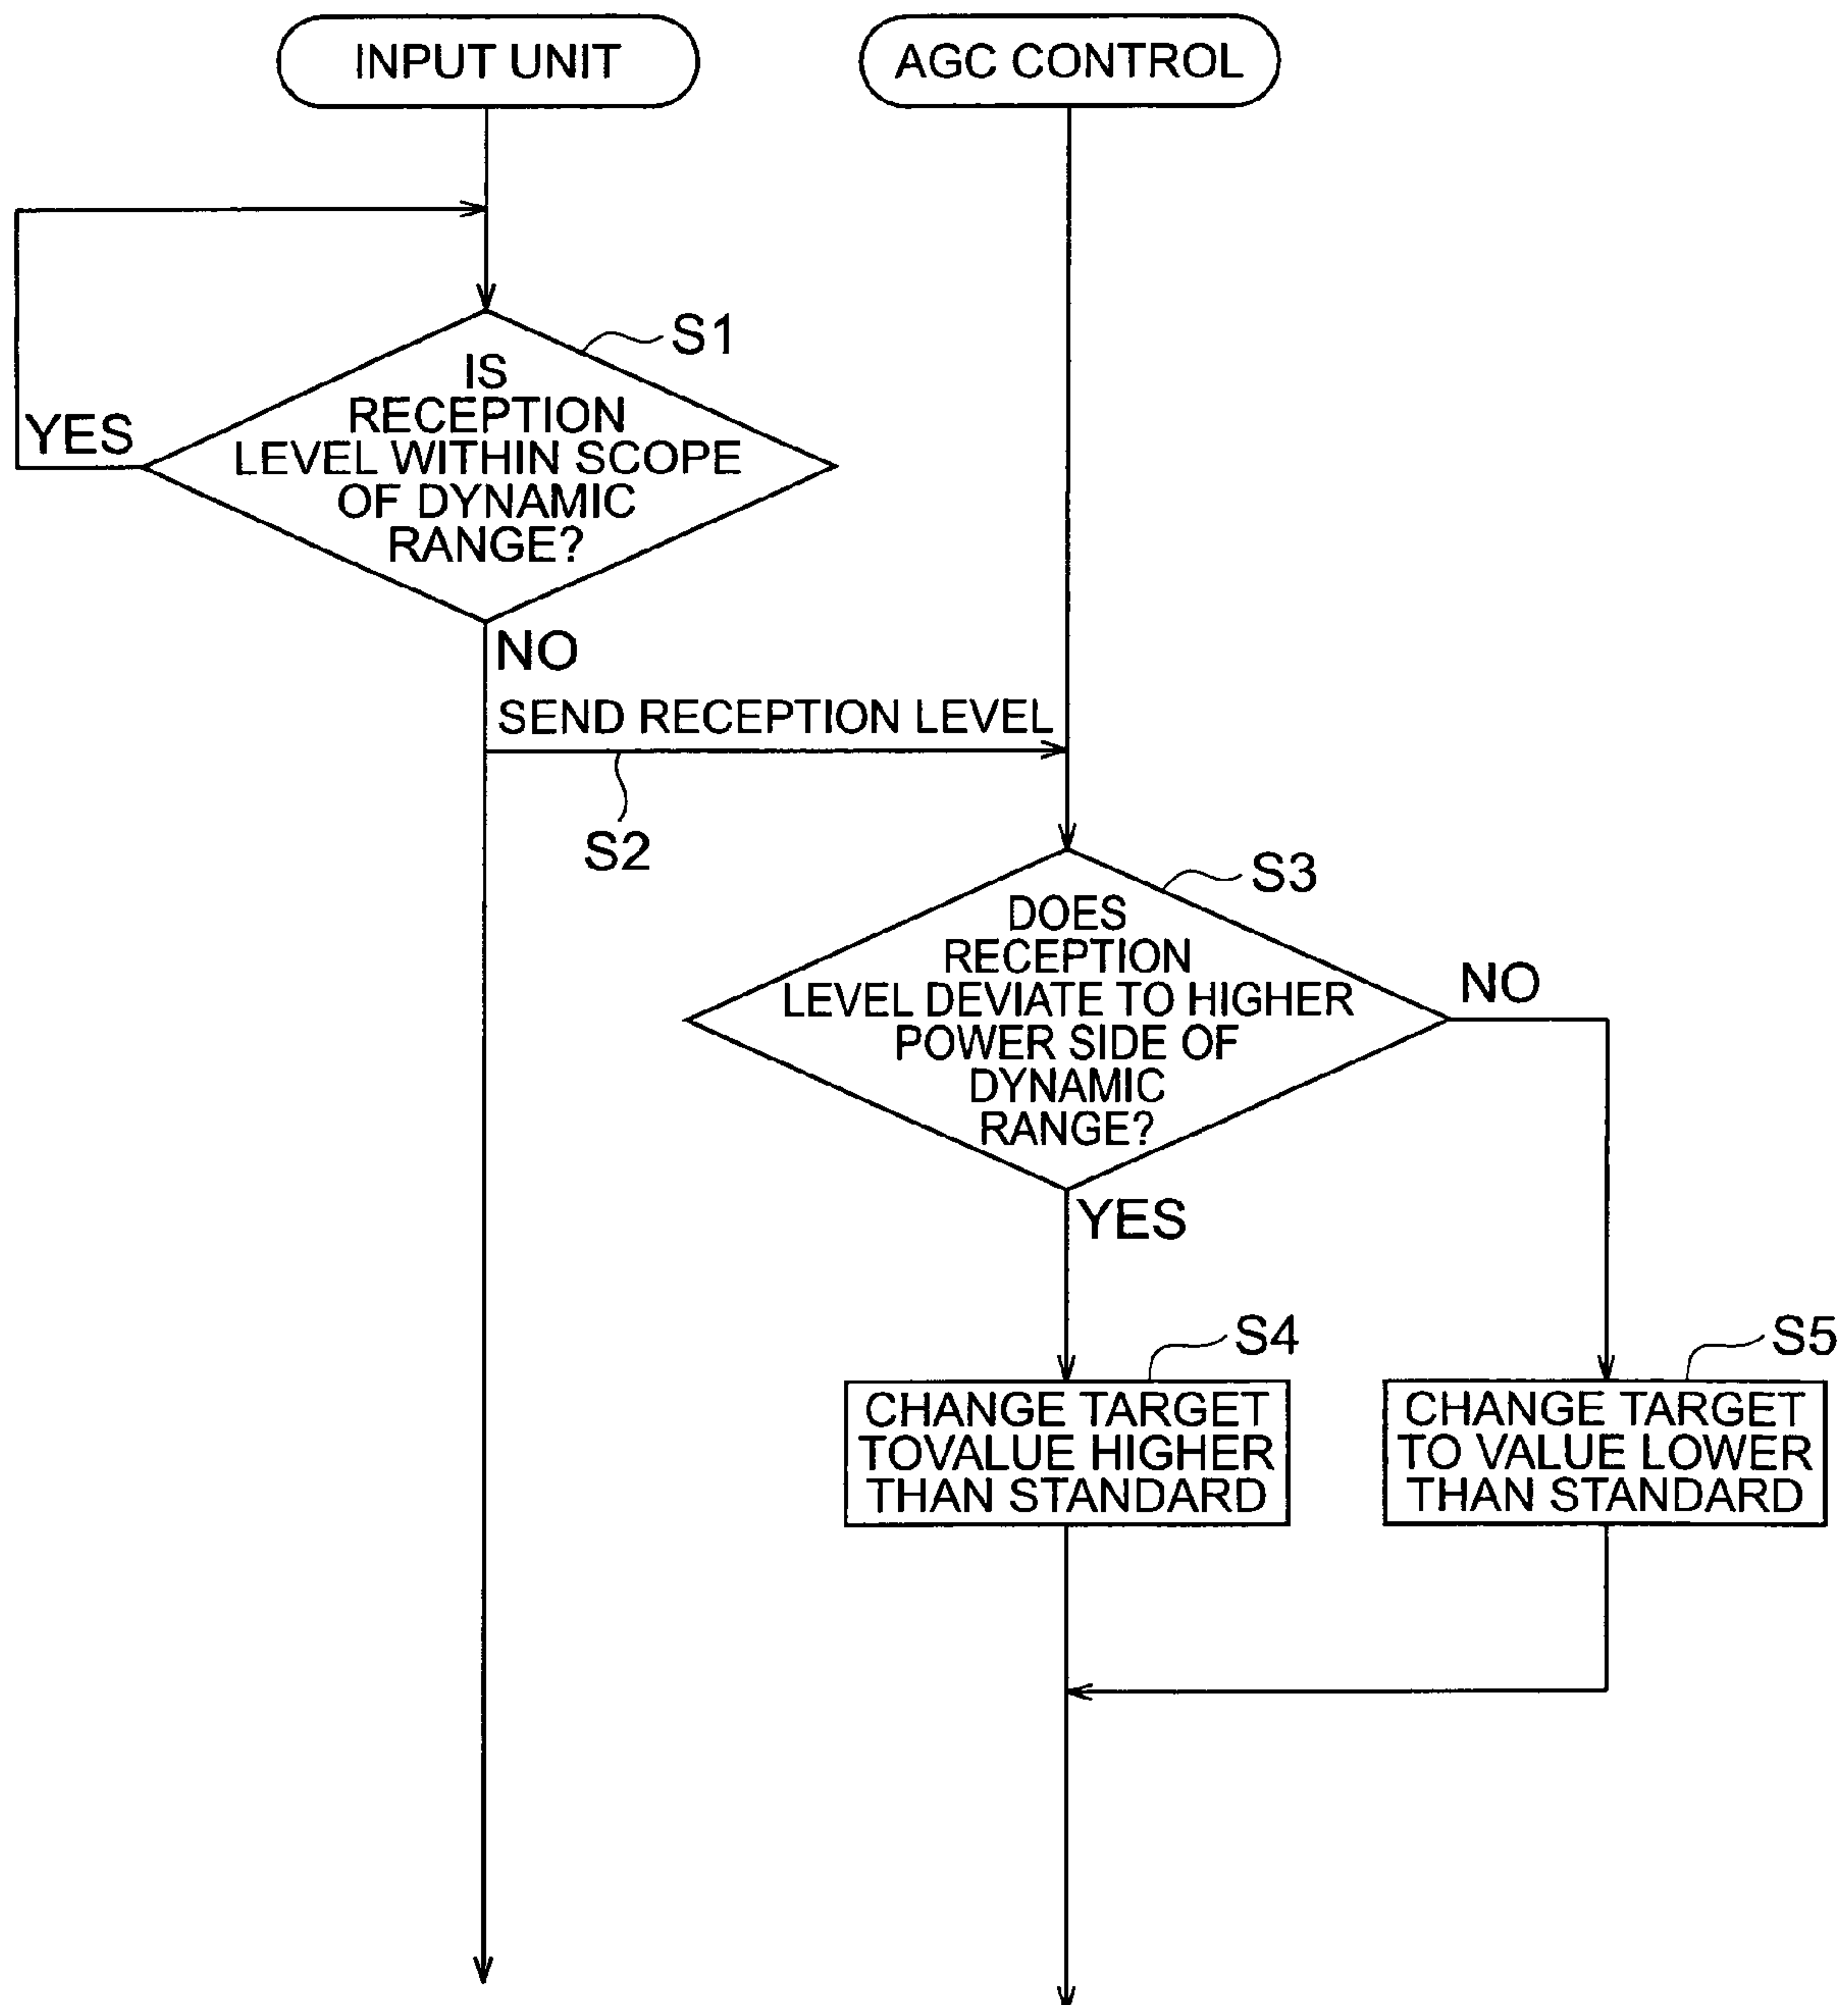 INPUT UNIT
AGC CONTROL
S1
IS
RECEPTION
LEVEL WITHIN SCOPE
OF DYNAMIC
RANGE?
YES
NO
SEND RECEPTION LEVEL
S2
S3
DOES
RECEPTION
LEVEL DEVIATE TO HIGHER
POWER SIDE OF
DYNAMIC
RANGE?
NO
YES
S4
CHANGE TARGET
TOVALUE HIGHER
THAN STANDARD
S5
CHANGE TARGET
TO VALUE LOWER
THAN STANDARD